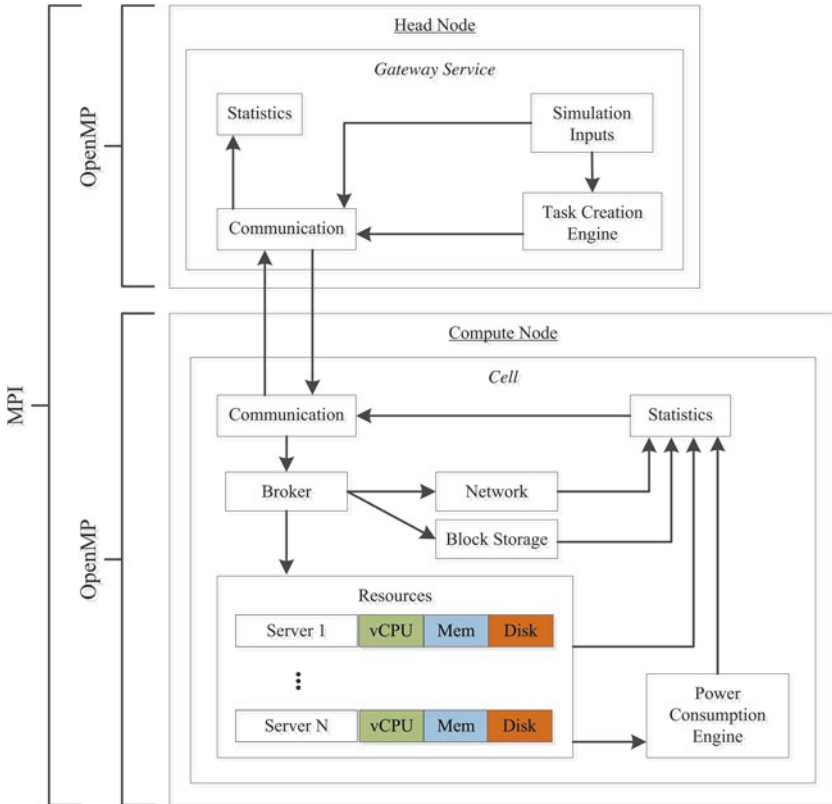 Head Node
Gateway Service
Statistics
Simulation
Inputs
Communication
Task Creation
Engine
OpenMP
MPI
Compute Node
Cell
Communication
Statistics
Broker
Network
Block Storage
OpenMP
Resources
Server 1 vCPU Mem Disk
Server N vCPU Mem Disk
Power
Consumption
Engine